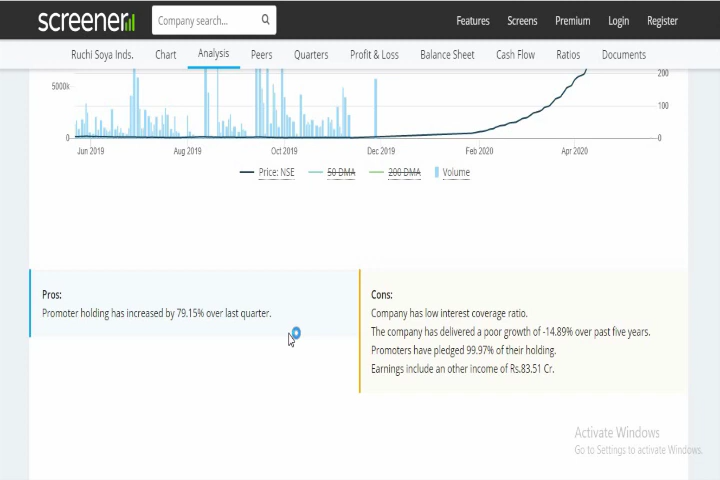 screener
Company search...
Features Screens Premium Login Register
Ruchi Soya Inds. Chart Analysis Peers Quarters Profit & Loss Balance Sheet Cash Flow Ratios Documents
5000k 200
100
0 0
Jun 2019 Aug 2019 Oct 2019 Dec 2019 Feb 2020 Apr 2020
Price: NSE 50 DMA 200 DMA Volume
Pros:
Promoter holding has increased by 79.15% over last quarter.
Cons:
Company has low interest coverage ratio.
The company has delivered a poor growth of -14.89% over past five years.
Promoters have pledged 99.97% of their holding.
Earnings include an other income of Rs.83.51 Cr.
Activate Windows
Go to Settings to activate Windows.